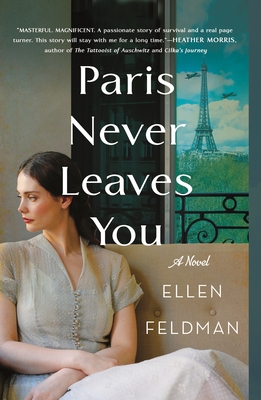 "MASTERFUL. MAGNIFICENT. A passionate story of survival and a real page
turner. This story will stay with me for a long time."—HEATHER MORRIS,
author of The Tattooist of Auschwitz and Cilka's Journey
Paris
Never
Leaves
You
A Novel
ELLEN
FELDMAN